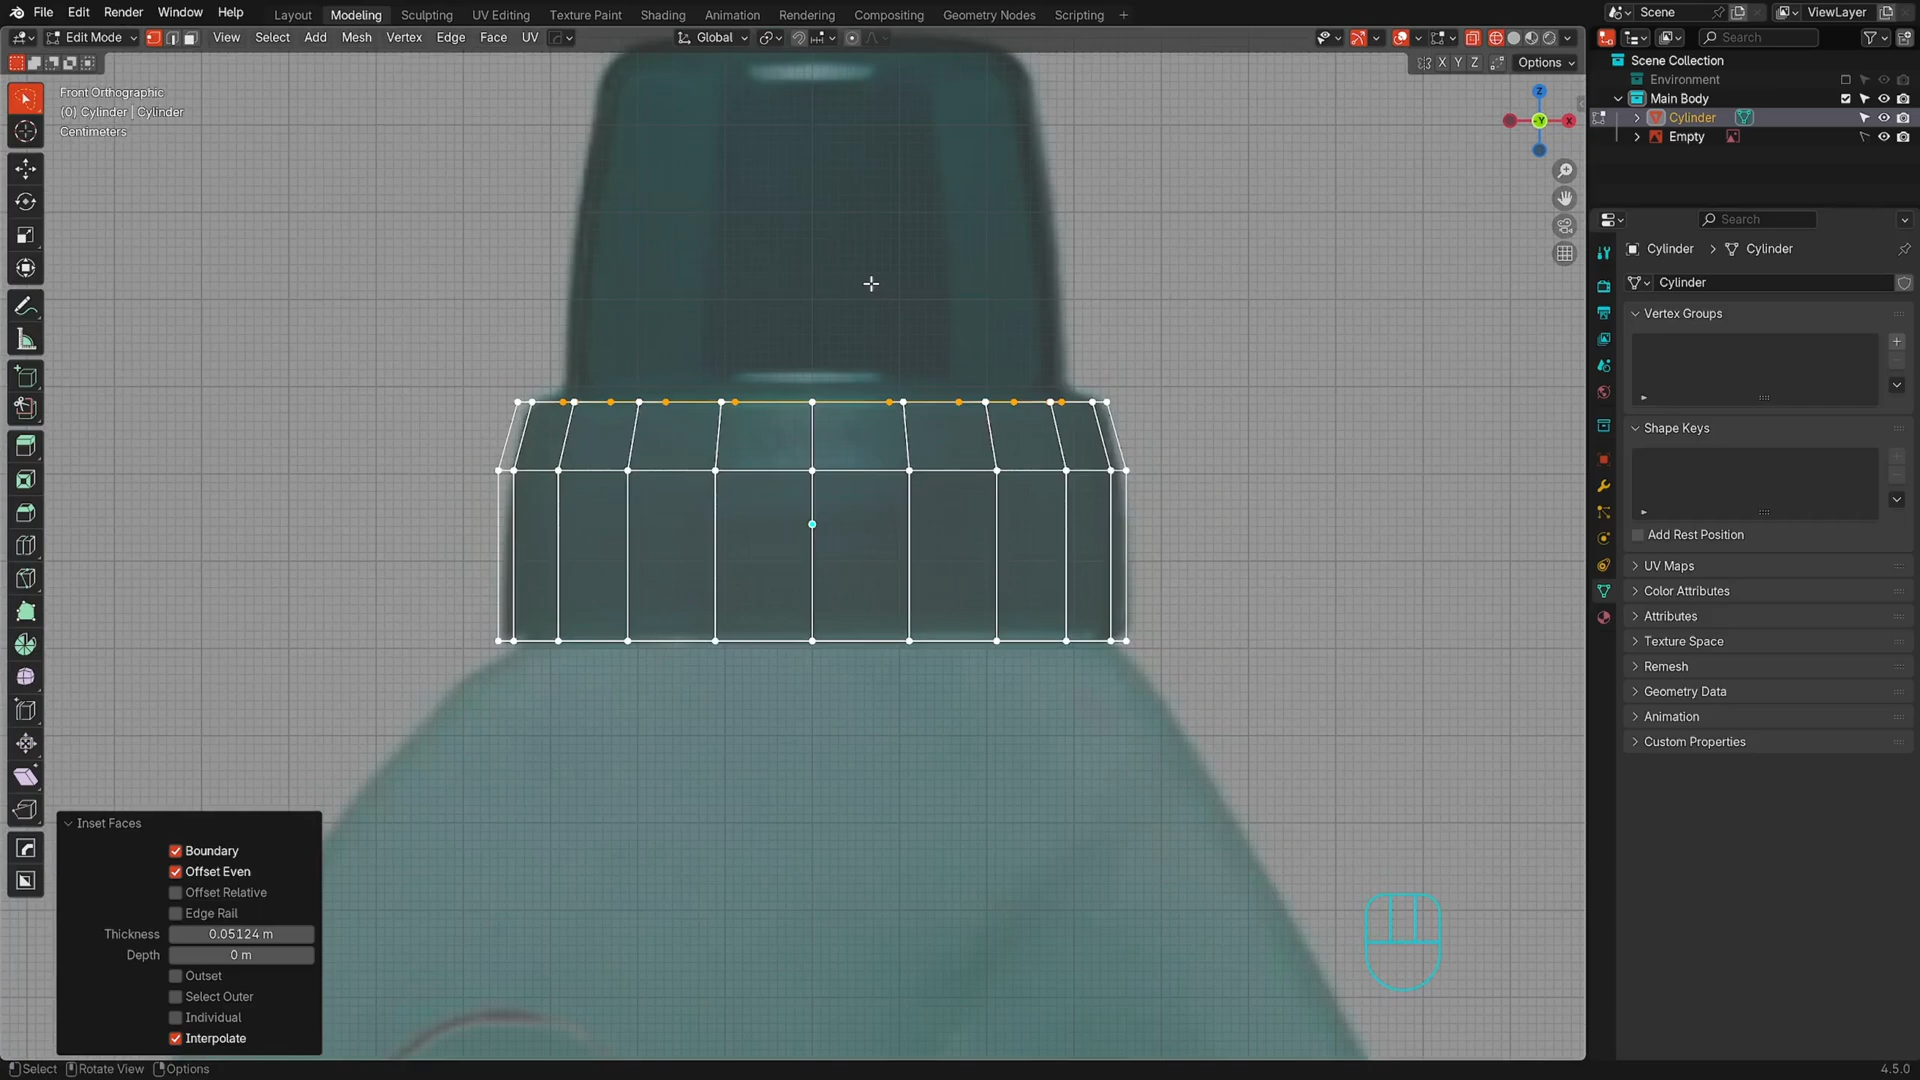 File Edit Render Window Help Layout Modeling Sculpting UV Editing Texture Paint Shading Animation Rendering Compositing Geometry Nodes Scripting + Scene ViewLayer
Edit Mode View Select Add Mesh Vertex Edge Face UV Global Search
X Y Z Options
Scene Collection
Environment
Main Body
Cylinder
Empty
Front Orthographic
(0) Cylinder | Cylinder
Centimeters
Z
-Y
X
Search
Cylinder > Cylinder
Cylinder
Vertex Groups
Shape Keys
Add Rest Position
UV Maps
Color Attributes
Attributes
Texture Space
Remesh
Geometry Data
Animation
Custom Properties
Inset Faces
Boundary
Offset Even
Offset Relative
Edge Rail
Thickness 0.05124 m
Depth 0 m
Outset
Select Outer
Individual
Interpolate
Select Rotate View Options 4.5.0